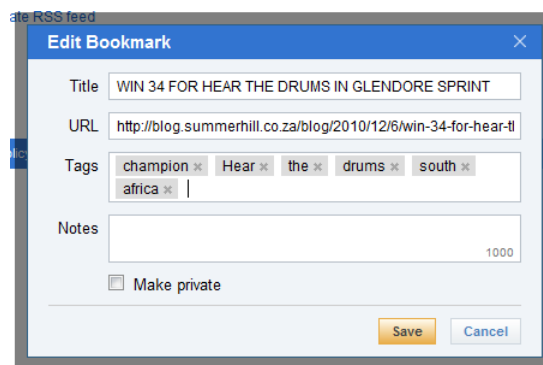 ate RSS feed
Edit Bookmark
Title WIN 34 FOR HEAR THE DRUMS IN GLENDORE SPRINT
URL http://blog.summerhill.co.za/blog/2010/12/6/win-34-for-hear-tl
Tags champion × Hear × the × drums × south ×
africa ×
Notes
1000
Make private
Save Cancel